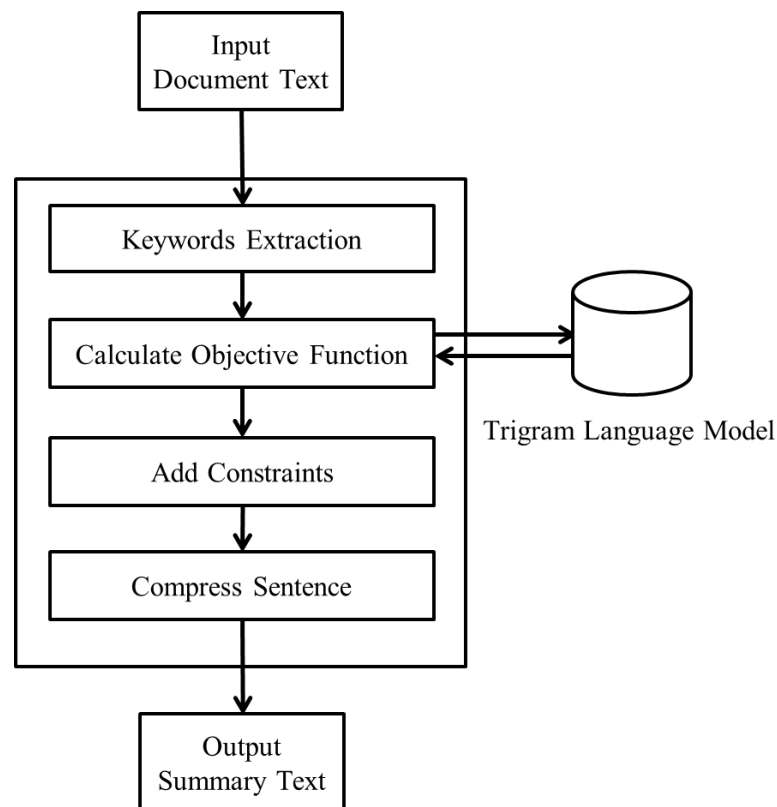 Input
Document Text
Keywords Extraction
Calculate Objective Function
Trigram Language Model
Add Constraints
Compress Sentence
Output
Summary Text